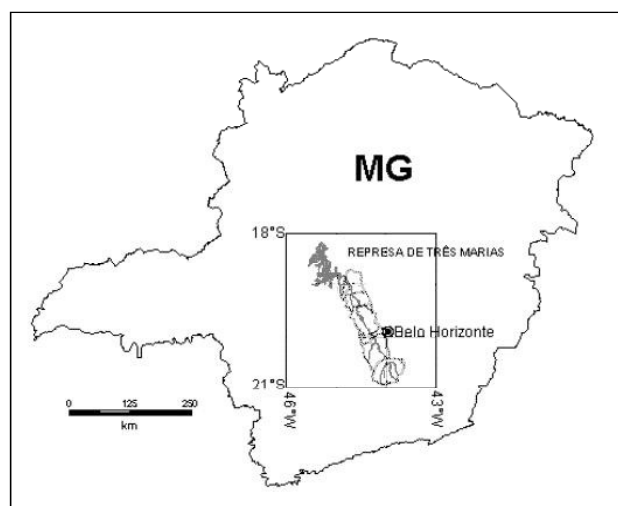 MG
18°S
REPRESA DE TRÊS MARIAS
Belo Horizonte
21°S
46°W
43°W
0 125 250
km